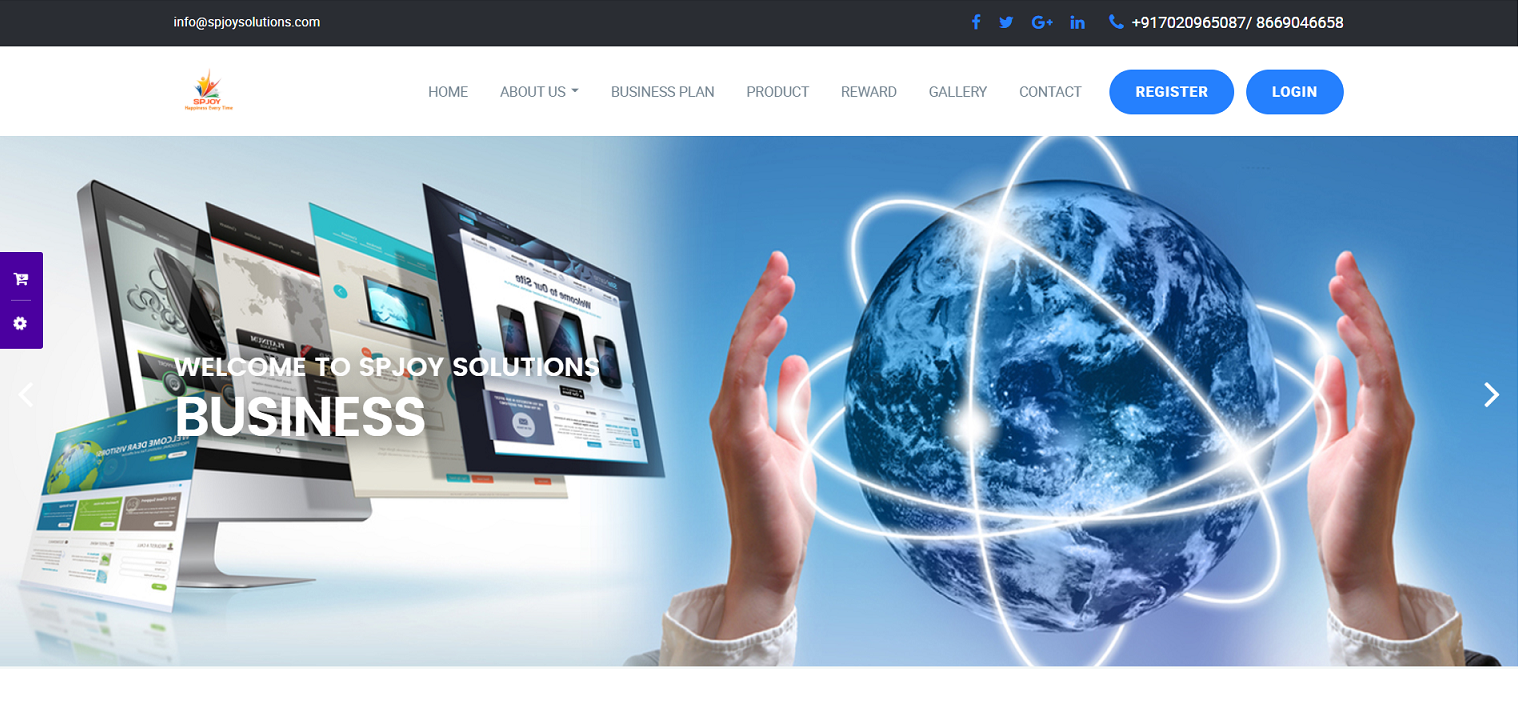 info@spjoysolutions.com
+917020965087/ 8669046658
SPJOY
Happiness Every Time
HOME
ABOUT US
BUSINESS PLAN
PRODUCT
REWARD
GALLERY
CONTACT
REGISTER
LOGIN
Welcome to Our Site
PLATINUM
WELCOME DEAR VISITORS
WELCOME TO SPJOY SOLUTIONS
BUSINESS